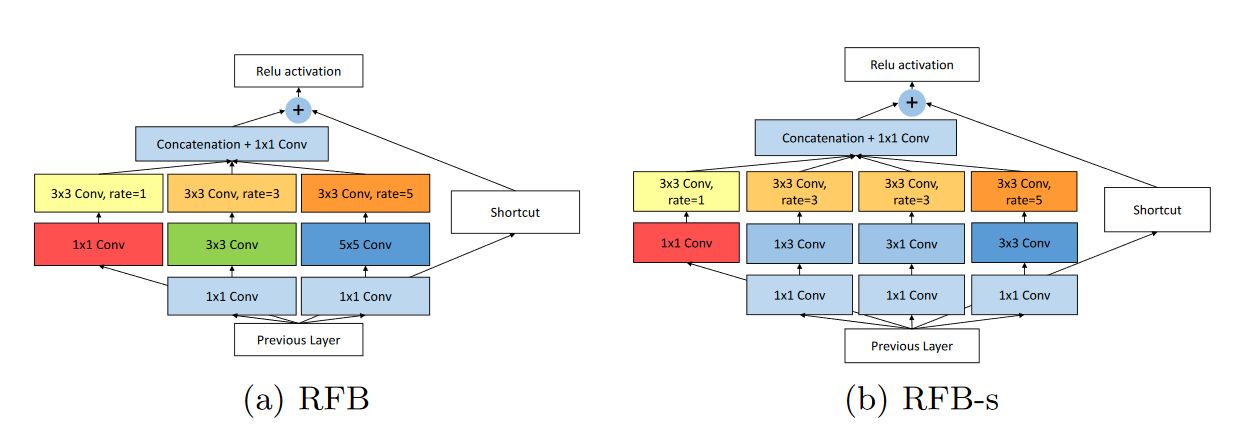 Relu activation
+
Concatenation + 1x1 Conv
3x3 Conv, rate=1
3x3 Conv, rate=3
3x3 Conv, rate=5
Shortcut
1x1 Conv
3x3 Conv
5x5 Conv
1x1 Conv
1x1 Conv
Previous Layer
(a) RFB
Relu activation
+
Concatenation + 1x1 Conv
3x3 Conv,
rate=1
3x3 Conv,
rate=3
3x3 Conv,
rate=3
3x3 Conv,
rate=5
Shortcut
1x1 Conv
1x3 Conv
3x1 Conv
3x3 Conv
1x1 Conv
1x1 Conv
1x1 Conv
Previous Layer
(b) RFB-s